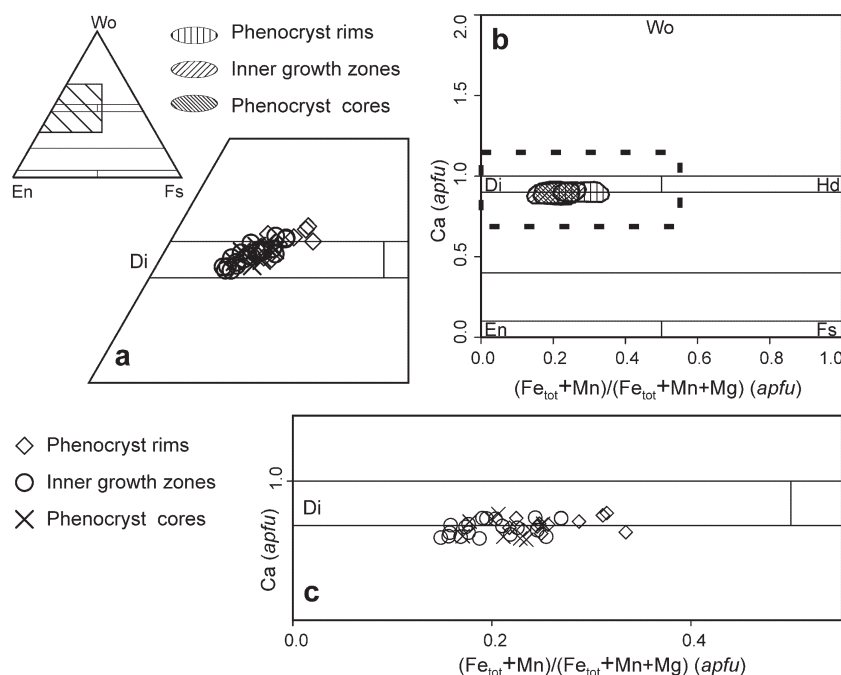 Wo
En
Fs
Phenocryst rims
Inner growth zones
Phenocryst cores
Di
a
b
Wo
2.0
1.5
1.0
0.5
0.0
Ca (apfu)
Di
Hd
En
Fs
0.0 0.2 0.4 0.6 0.8 1.0
(Fetot+Mn)/(Fetot+Mn+Mg) (apfu)
Phenocryst rims
Inner growth zones
Phenocryst cores
1.0
Ca (apfu)
Di
c
0.0 0.2 0.4
(Fetot+Mn)/(Fetot+Mn+Mg) (apfu)